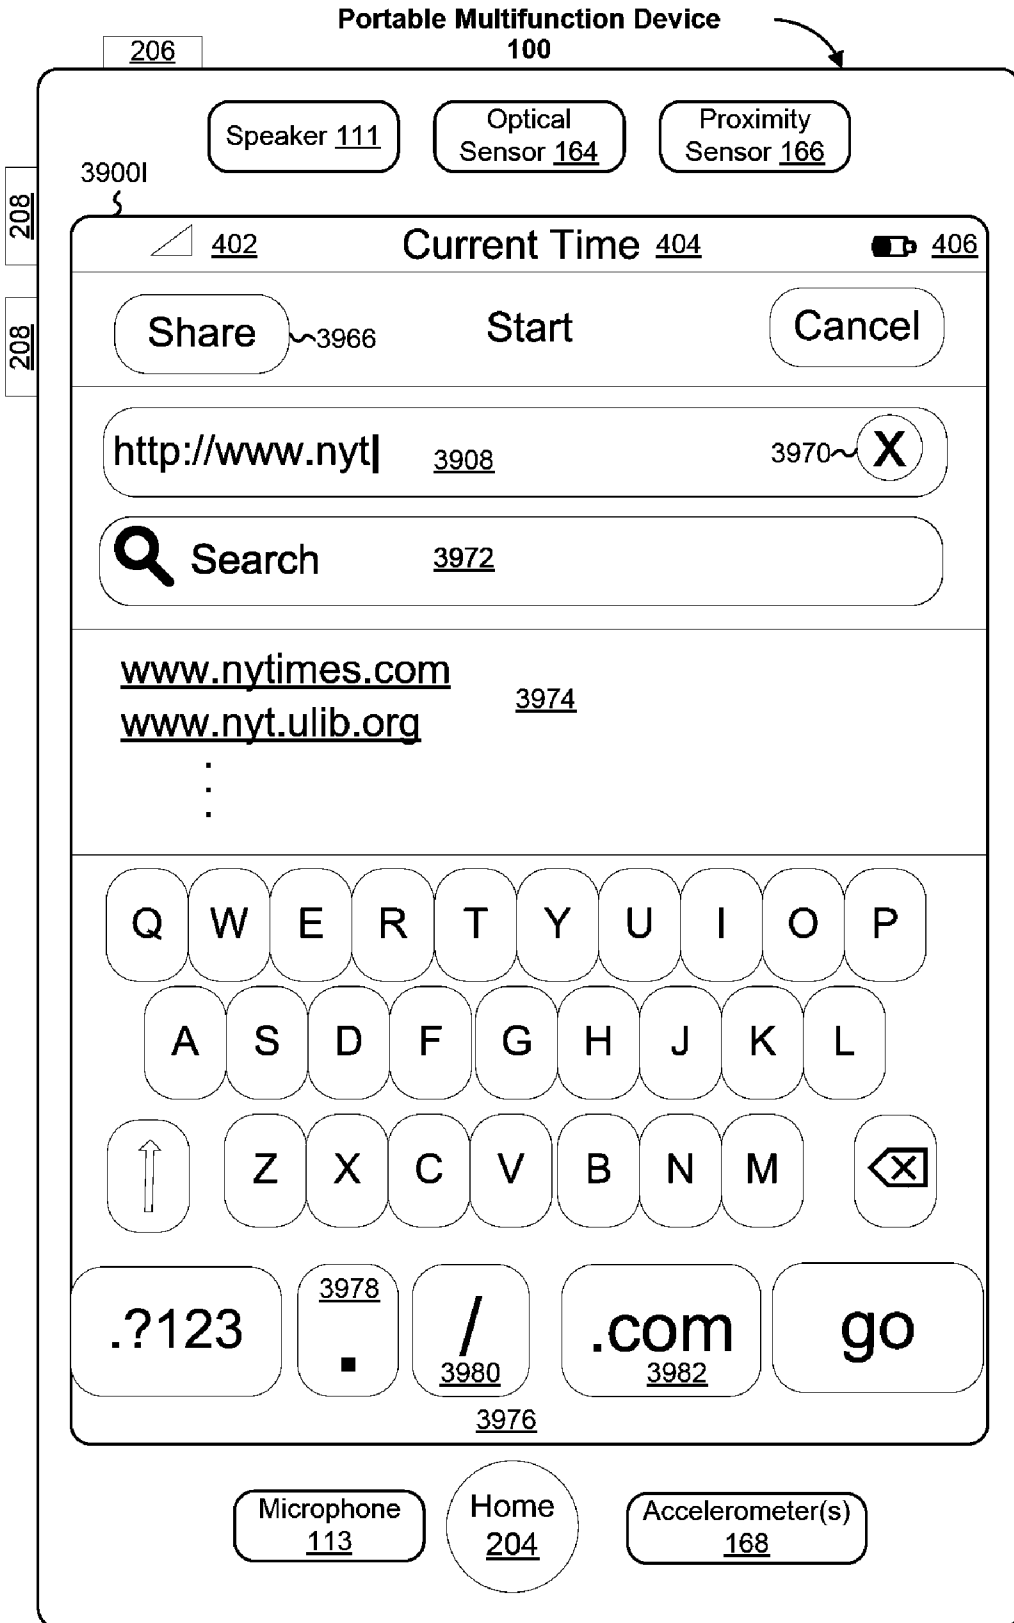 Portable Multifunction Device
100
206
Speaker 111
Optical
Sensor 164
Proximity
Sensor 166
3900I
208
208
402
Current Time 404
406
Share
3966
Start
Cancel
http://www.nyt
3908
3970
X
Search
3972
www.nytimes.com
www.nyt.ulib.org
3974
Q W E R T Y U I O P
A S D F G H J K L
Z X C V B N M
.?123
3978
.
/
3980
.com
3982
go
3976
Microphone
113
Home
204
Accelerometer(s)
168